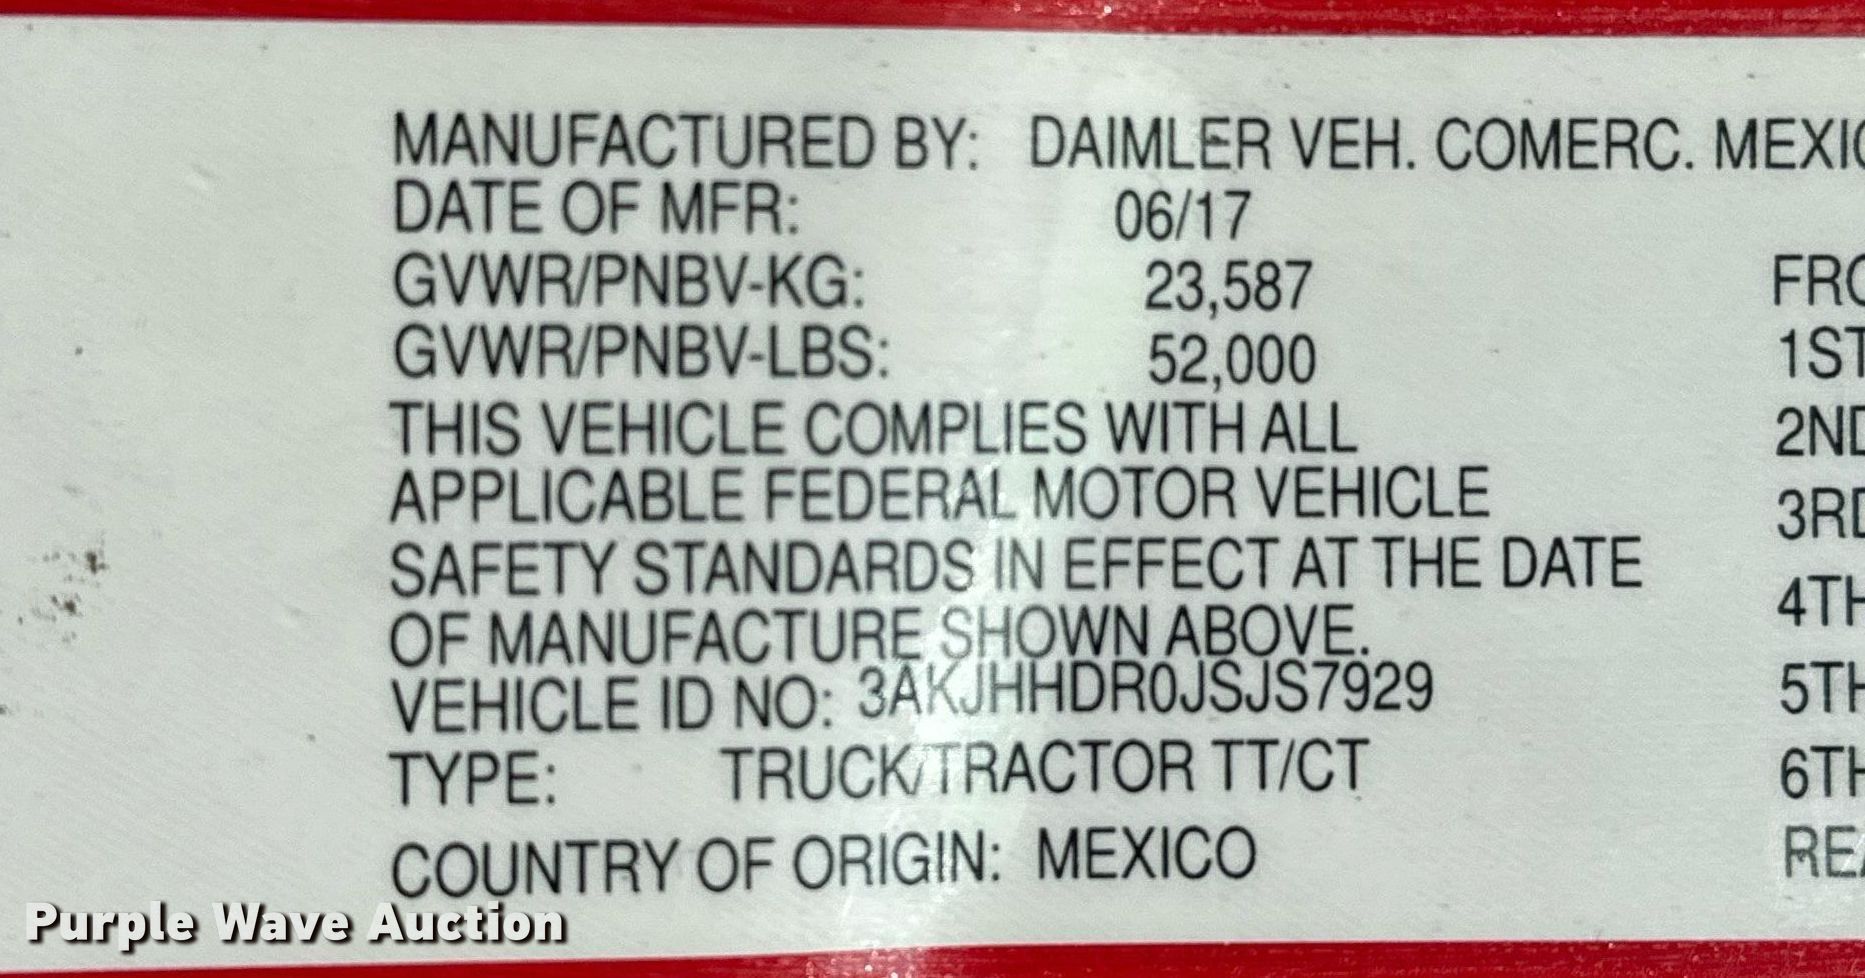 MANUFACTURED BY: DAIMLER VEH. COMERC. MEXIC
DATE OF MFR: 06/17
GVWR/PNBV-KG: 23,587
FRO
GVWR/PNBV-LBS: 52,000
1ST
THIS VEHICLE COMPLIES WITH ALL
2ND
APPLICABLE FEDERAL MOTOR VEHICLE
3RD
SAFETY STANDARDS IN EFFECT AT THE DATE
4TH
OF MANUFACTURE SHOWN ABOVE.
VEHICLE ID NO: 3AKJHHDR0JSJS7929
5TH
TYPE: TRUCK/TRACTOR TT/CT
6TH
COUNTRY OF ORIGIN: MEXICO
REA
Purple Wave Auction